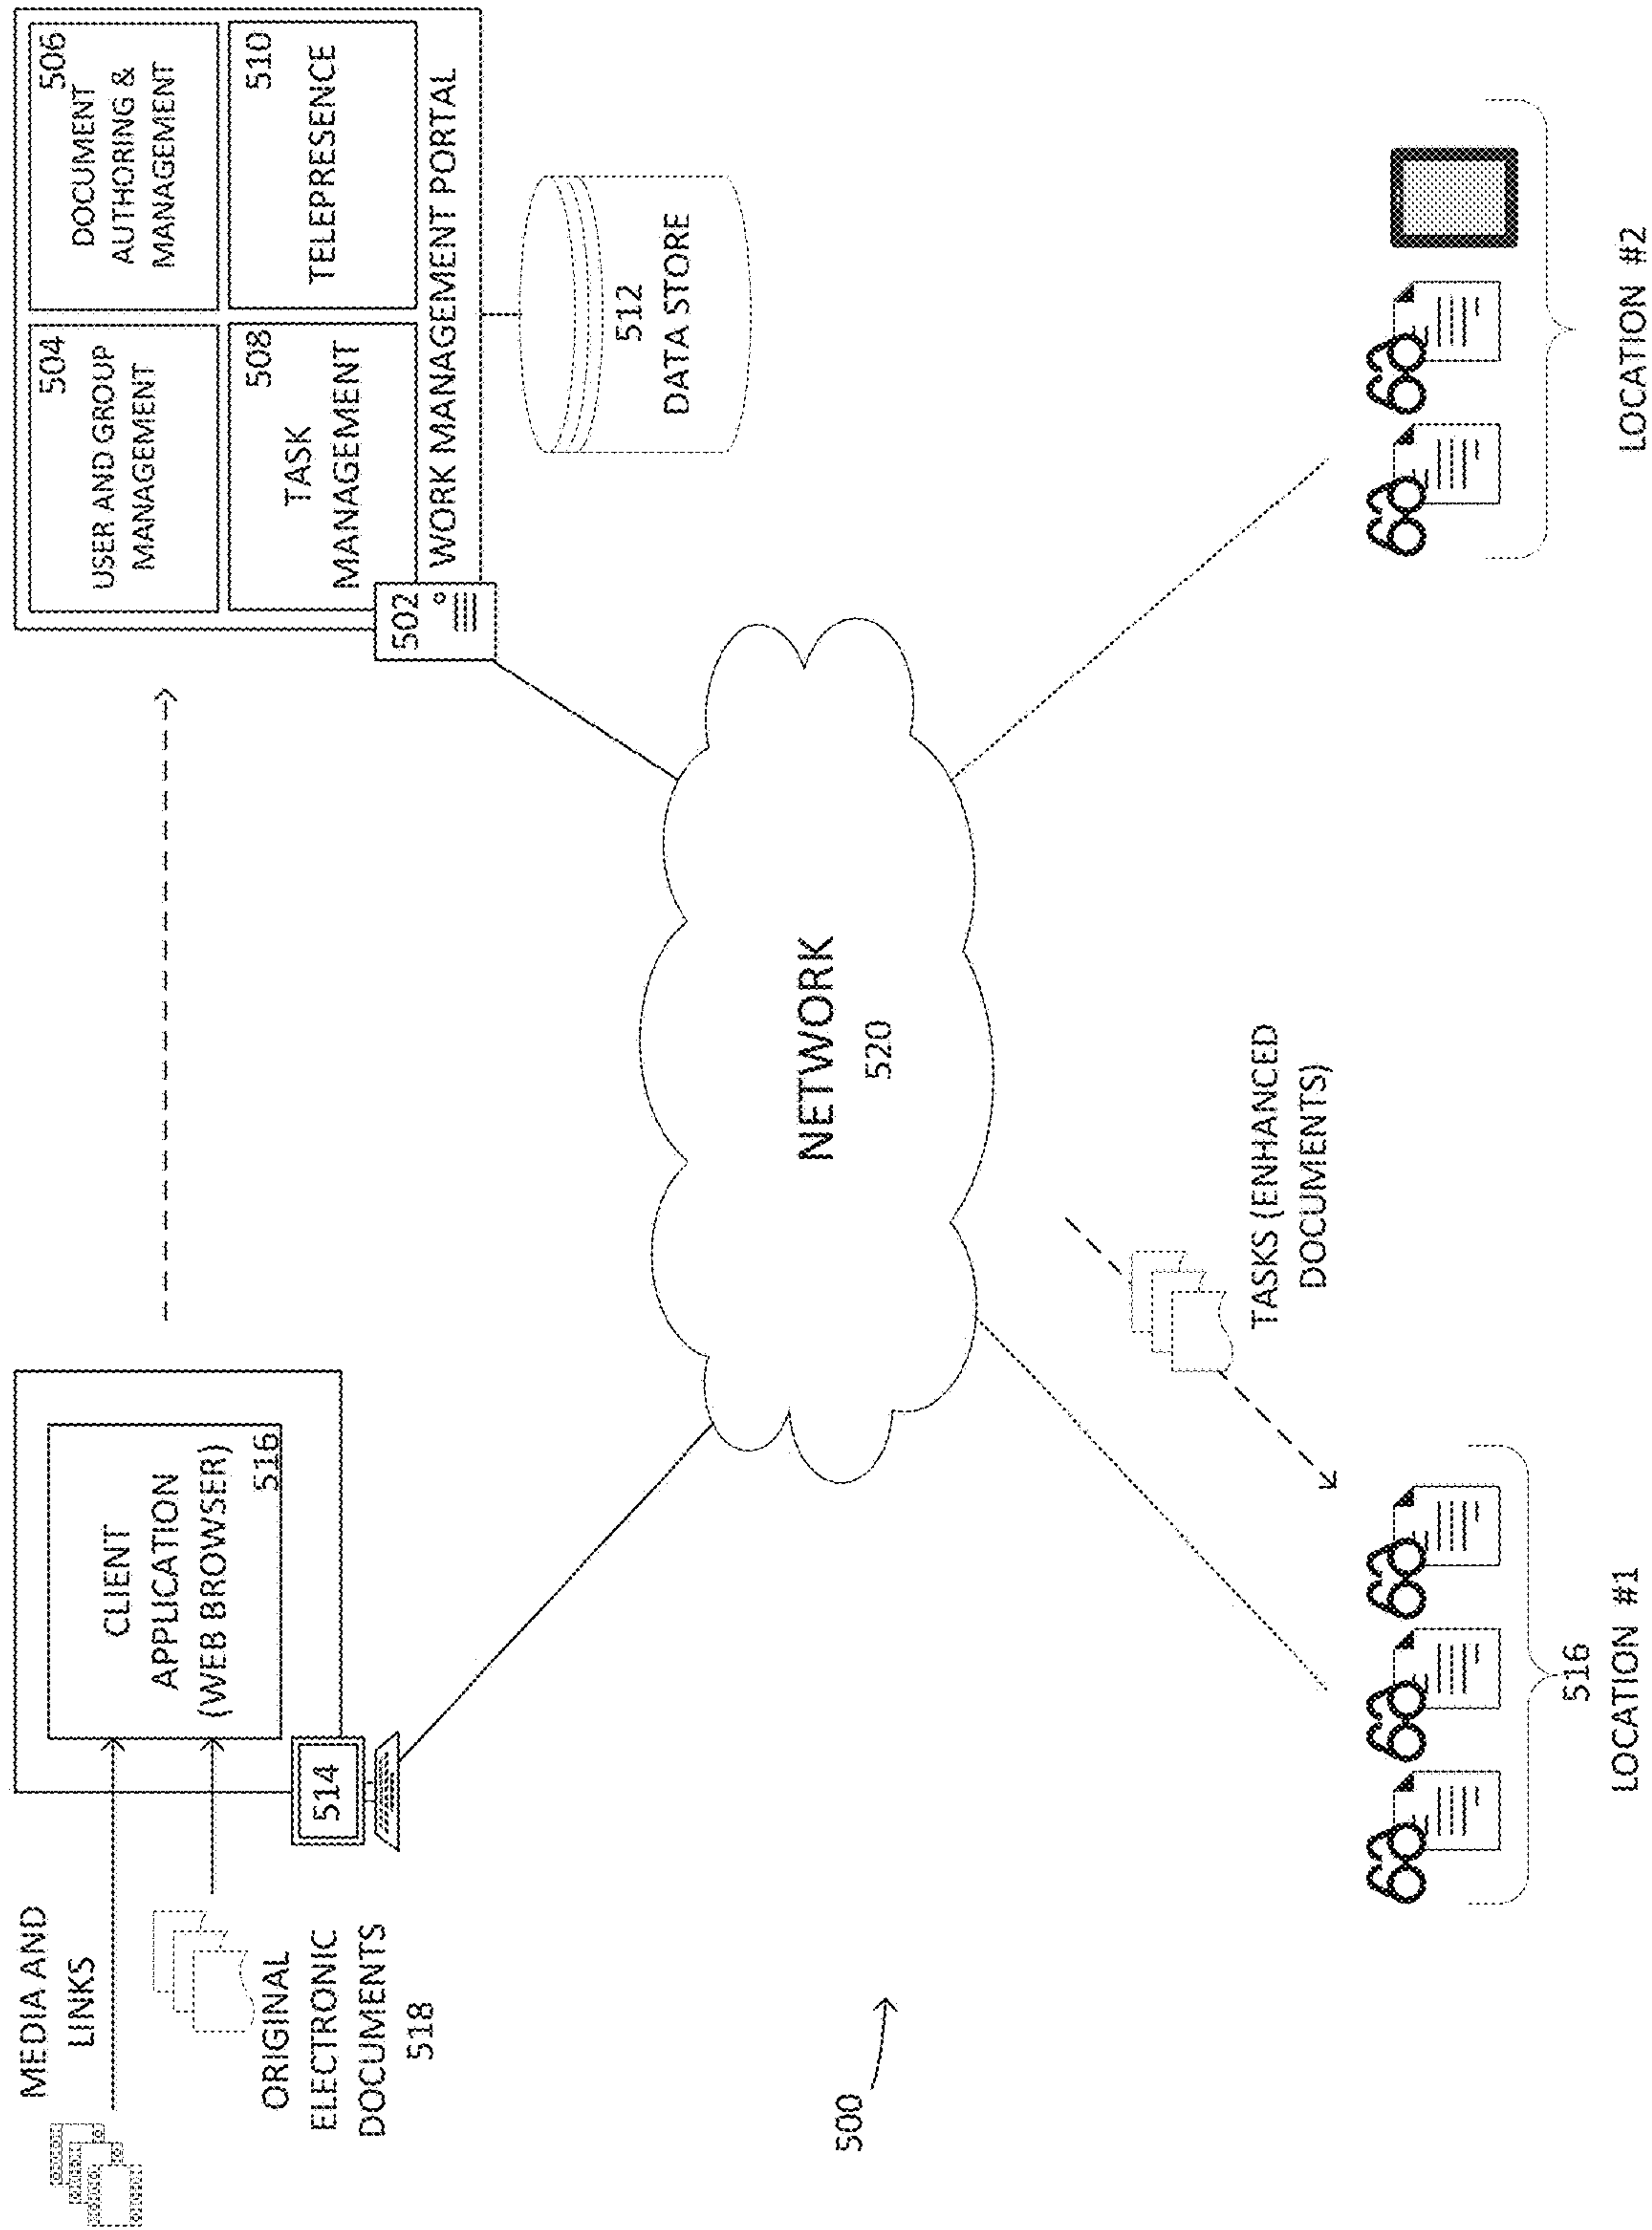 MEDIA AND
LINKS
ORIGINAL
ELECTRONIC
DOCUMENTS
518
CLIENT
APPLICATION
(WEB BROWSER)
516
514
504
USER AND GROUP
MANAGEMENT
506
DOCUMENT
AUTHORING &
MANAGEMENT
508
TASK
MANAGEMENT
510
TELEPRESENCE
502
WORK MANAGEMENT PORTAL
512
DATA STORE
NETWORK
520
500
TASKS (ENHANCED
DOCUMENTS)
516
LOCATION #1
LOCATION #2